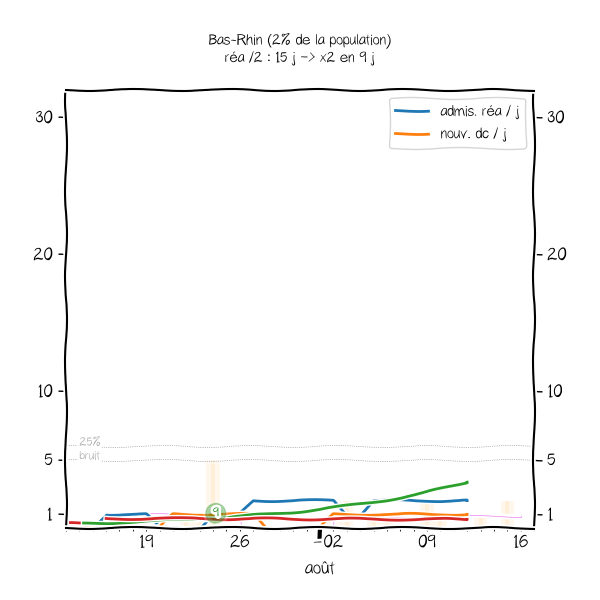 Bas-Rhin (2% de la population)
réa /2 : 15 j -> x2 en 9 j
admis. réa / j
nouv. dc / j
30
30
20
20
10
10
25%
bruit
5
5
9
1
1
19
26
02
09
16
août